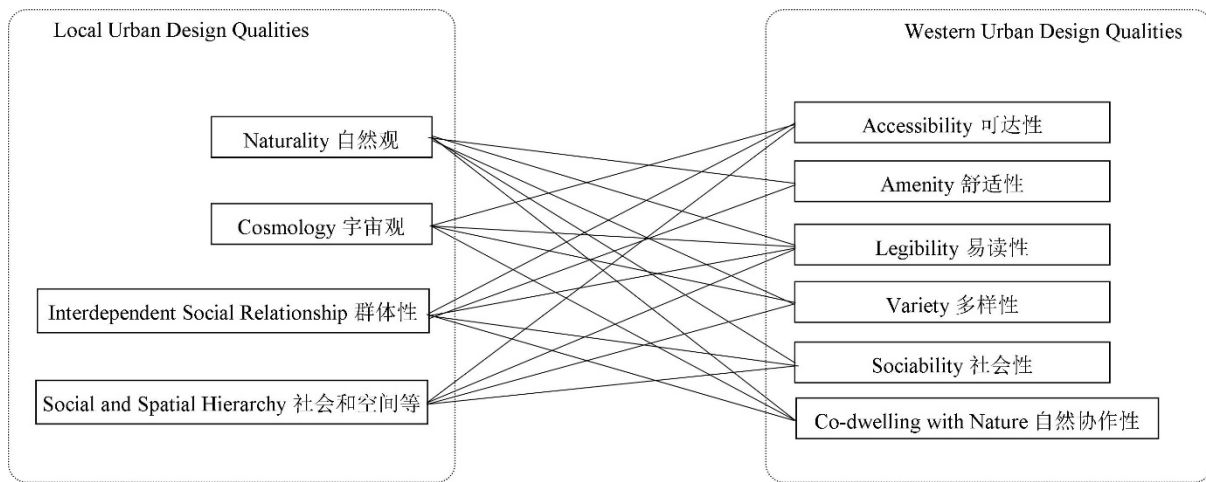 Local Urban Design Qualities
Western Urban Design Qualities
Naturality 自然观
Cosmology 宇宙观
Interdependent Social Relationship 群体性
Social and Spatial Hierarchy 社会和空间等
Accessibility 可达性
Amenity 舒适性
Legibility 易读性
Variety 多样性
Sociability 社会性
Co-dwelling with Nature 自然协作性